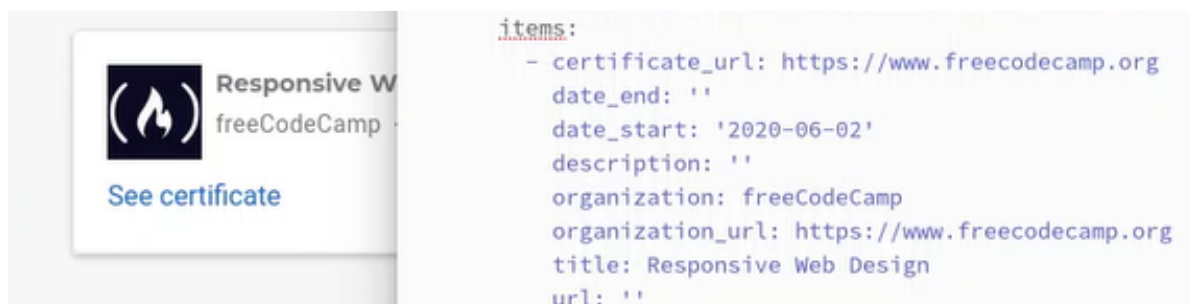 Responsive W
freeCodeCamp
See certificate
items:
- certificate_url: https://www.freecodecamp.org
date_end: ''
date_start: '2020-06-02'
description: ''
organization: freeCodeCamp
organization_url: https://www.freecodecamp.org
title: Responsive Web Design
url: ''